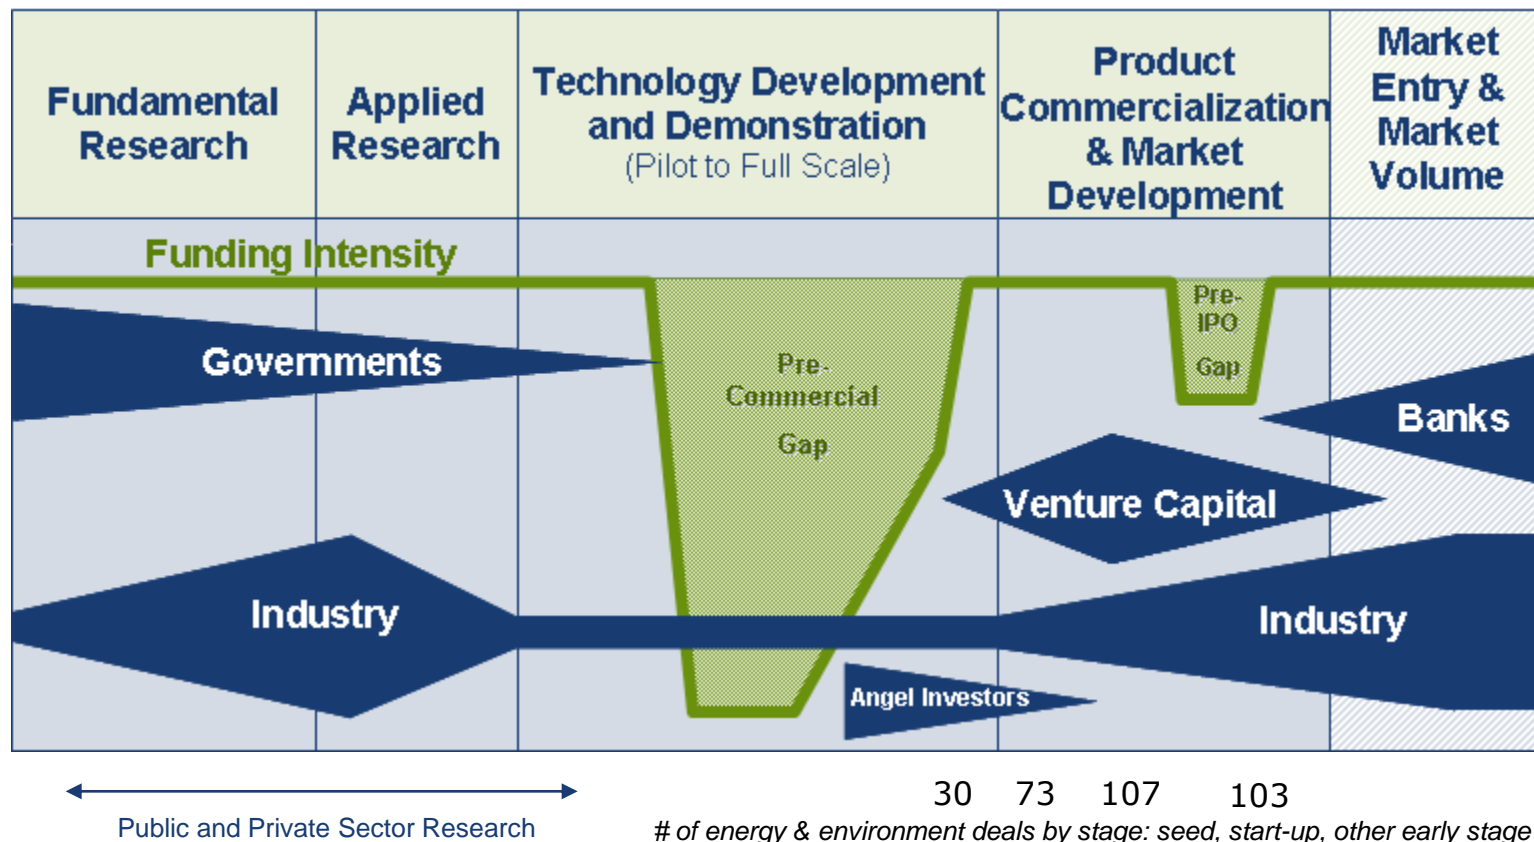 Fundamental
Research
Applied
Research
Technology Development
and Demonstration
(Pilot to Full Scale)
Product
Commercialization
& Market
Development
Market
Entry &
Market
Volume
Funding Intensity
Governments
Pre-
Commercial
Gap
Pre-
IPO
Gap
Banks
Venture Capital
Industry
Industry
Angel Investors
30 73 107 103
Public and Private Sector Research
# of energy & environment deals by stage: seed, start-up, other early stage